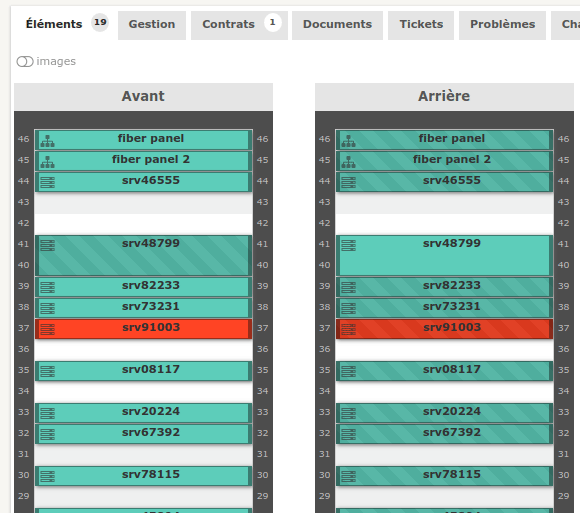 Éléments 19 Gestion Contrats 1 Documents Tickets Problèmes
images
Avant Arrière
46 fiber panel 46 46 fiber panel 46
45 fiber panel 2 45 45 fiber panel 2 45
44 srv46555 44 44 srv46555 44
43 43 43 43
42 42 42 42
41 srv48799 41 41 srv48799 41
40 40 40 40
39 srv82233 39 39 srv82233 39
38 srv73231 38 38 srv73231 38
37 srv91003 37 37 srv91003 37
36 36 36 36
35 srv08117 35 35 srv08117 35
34 34 34 34
33 srv20224 33 33 srv20224 33
32 srv67392 32 32 srv67392 32
31 31 31 31
30 srv78115 30 30 srv78115 30
29 29 29 29